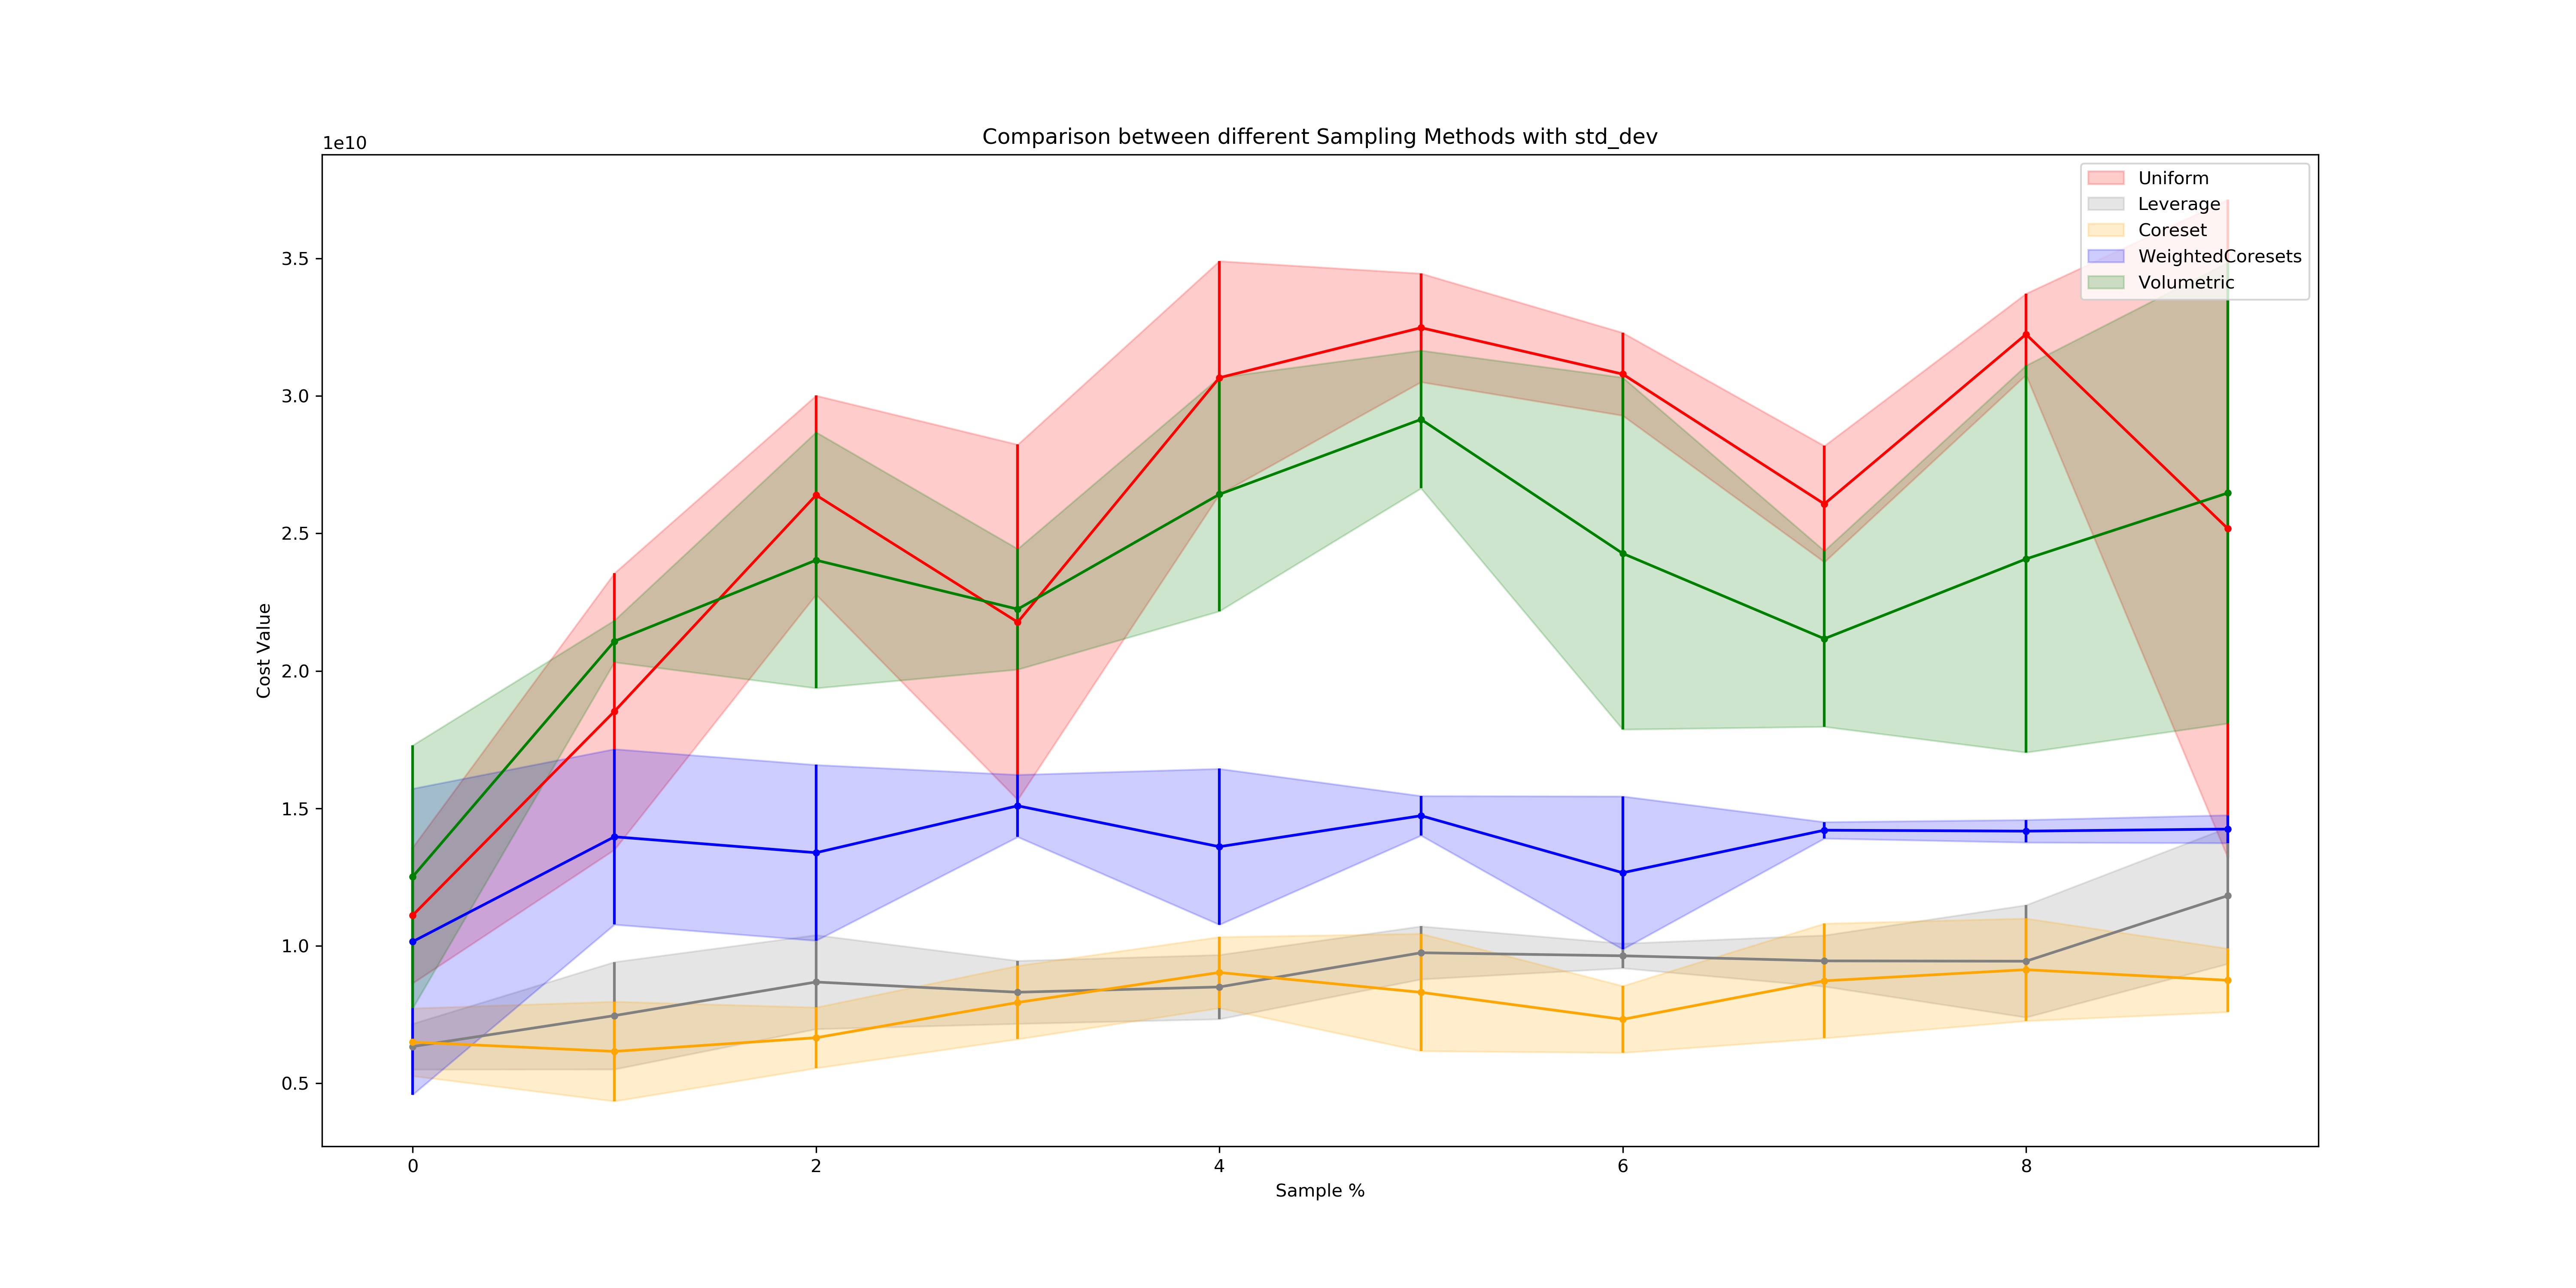 Comparison between different Sampling Methods with std_dev
1e10
Uniform
Leverage
Coreset
WeightedCoresets
Volumetric
3.5
3.0
2.5
2.0
1.5
1.0
0.5
Cost Value
0 2 4 6 8
Sample %